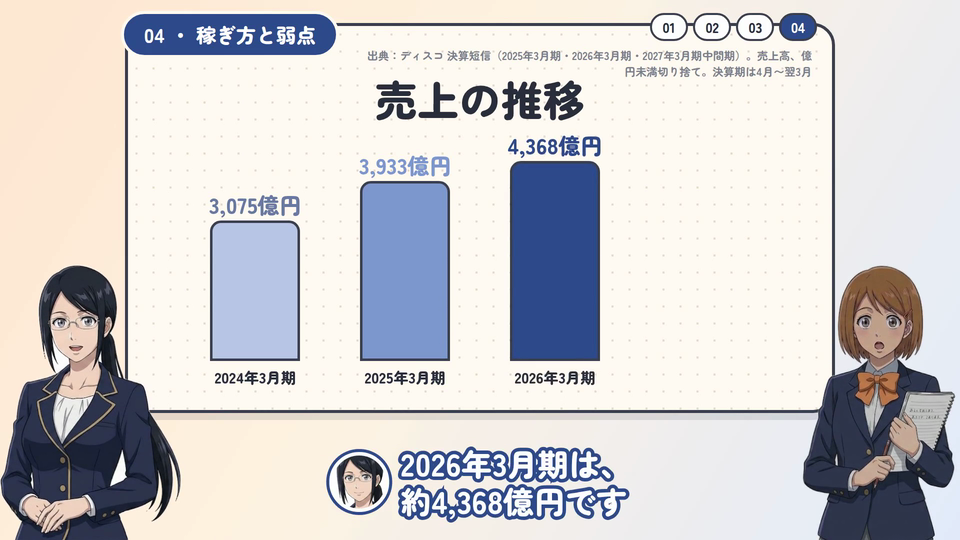 04 ・ 稼ぎ方と弱点
01 02 03 04
出典：ディスコ 決算短信（2025年3月期・2026年3月期・2027年3月期中間期）。売上高、億
円未満切り捨て。決算期は4月〜翌3月
売上の推移
3,075億円
3,933億円
4,368億円
2024年3月期
2025年3月期
2026年3月期
2026年3月期は、
約4,368億円です